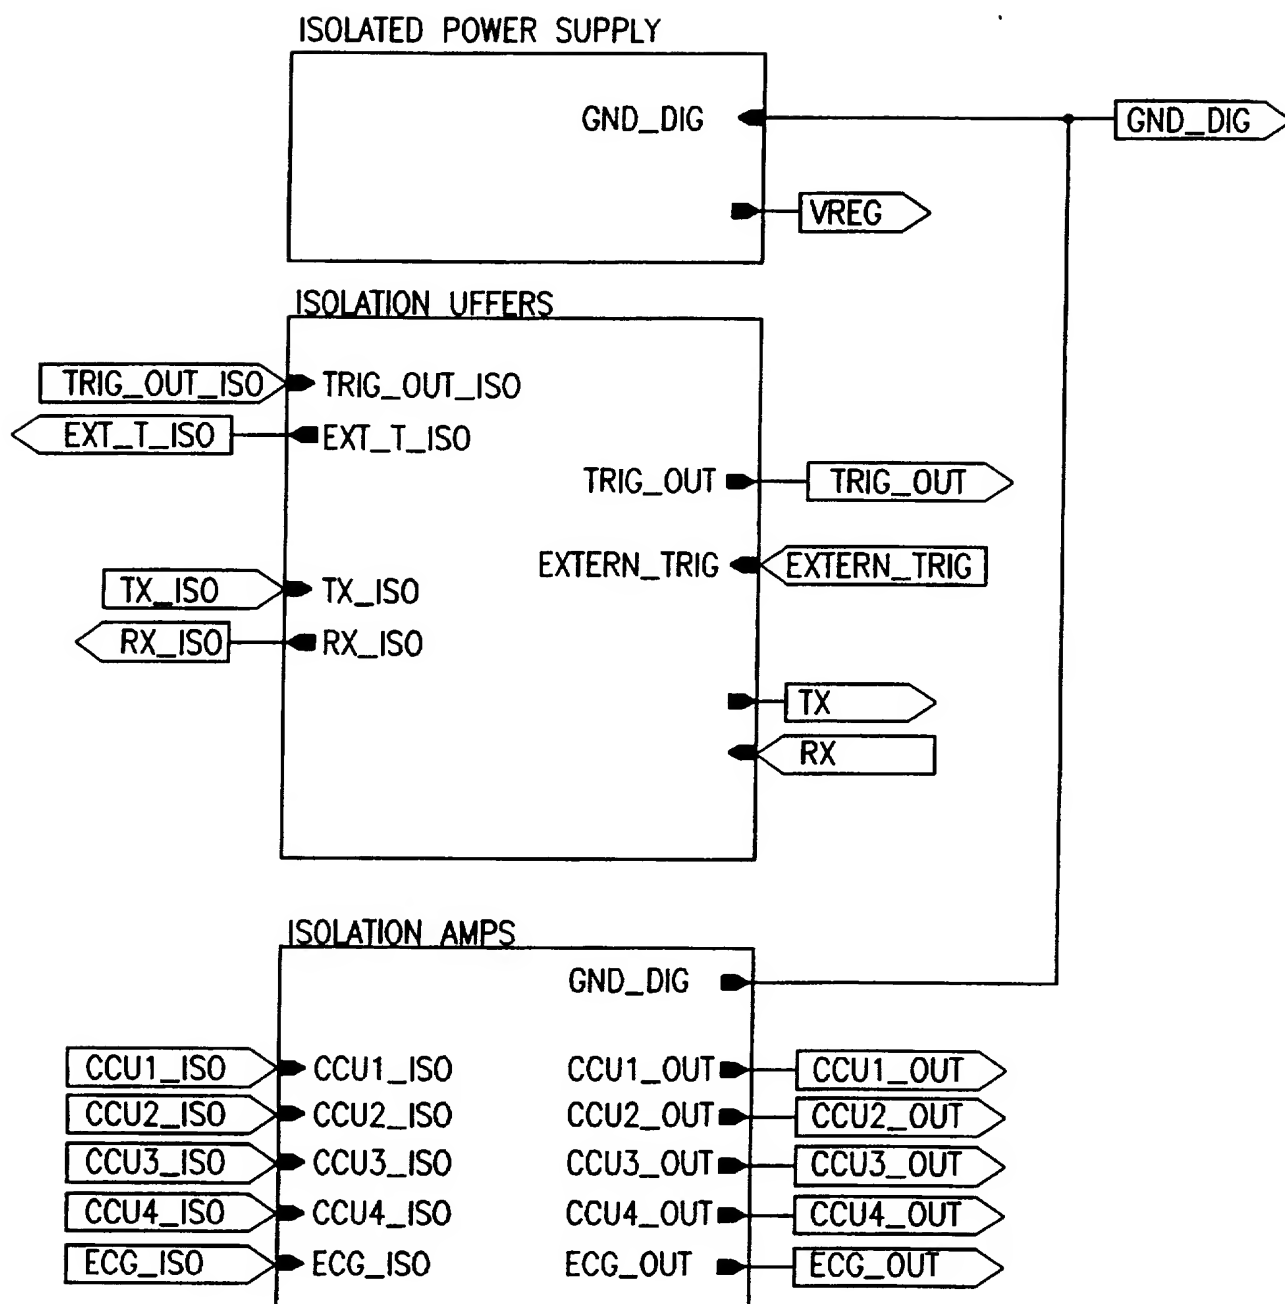 ISOLATED POWER SUPPLY
GND_DIG GND_DIG
VREG
ISOLATION UFFERS
TRIG_OUT_ISO TRIG_OUT_ISO
EXT_T_ISO EXT_T_ISO
TRIG_OUT TRIG_OUT
EXTERN_TRIG EXTERN_TRIG
TX_ISO TX_ISO
RX_ISO RX_ISO
TX
RX
ISOLATION AMPS
GND_DIG
CCU1_ISO CCU1_ISO CCU1_OUT CCU1_OUT
CCU2_ISO CCU2_ISO CCU2_OUT CCU2_OUT
CCU3_ISO CCU3_ISO CCU3_OUT CCU3_OUT
CCU4_ISO CCU4_ISO CCU4_OUT CCU4_OUT
ECG_ISO ECG_ISO ECG_OUT ECG_OUT